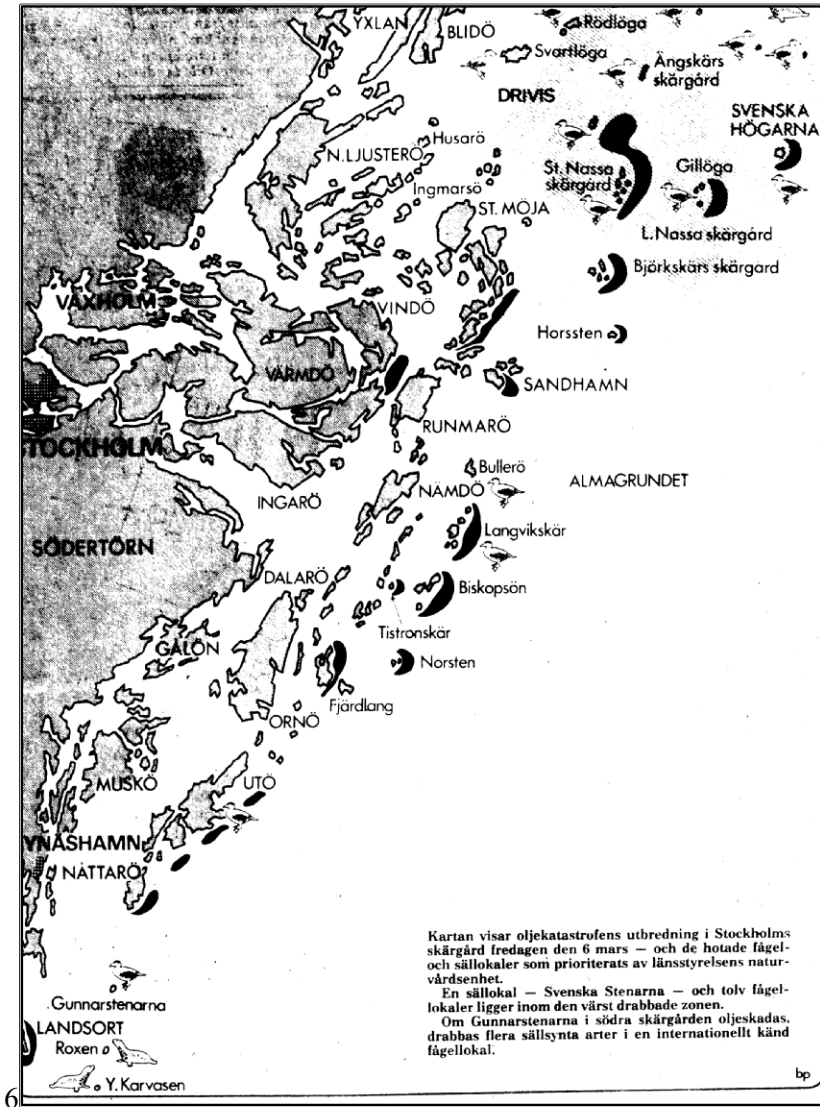 YXLAN
BLIDÖ
Rödlöga
Svartlöga
Ängskärs
skärgård
DRIVIS
SVENSKA
HÖGARNA
Husarö
N.LJUSTERÖ
St. Nassa
skärgård
Gillöga
Ingmarsö
ST. MÖJA
L. Nassa skärgård
Björkskärs skärgård
VAXHOLM
VINDÖ
Horssten
VÄRMDÖ
SANDHAMN
RUNMARÖ
STOCKHOLM
Bullerö
ALMAGRUNDET
INGARÖ
NÄMDÖ
Langvikskär
SÖDERTÖRN
DALARÖ
Biskopsön
Tistronskär
GÅLÖN
Norsten
Fjärdlang
ORNÖ
MUSKÖ
UTÖ
YNÄSHAMN
NÅTTARÖ
Kartan visar oljekatastrofens utbredning i Stockholms
skärgård fredagen den 6 mars — och de hotade fågel-
och sällokaler som prioriterats av länsstyrelsens natur-
vårdsenhet.
En sällokal — Svenska Stenarna — och tolv fågel-
lokaler ligger inom den värst drabbade zonen.
Om Gunnarstenarna i södra skärgården oljeskadas,
drabbas flera sällsynta arter i en internationellt känd
fågellokal.
Gunnarstenarna
LANDSORT
Roxen
Y. Karvasen
bp
6